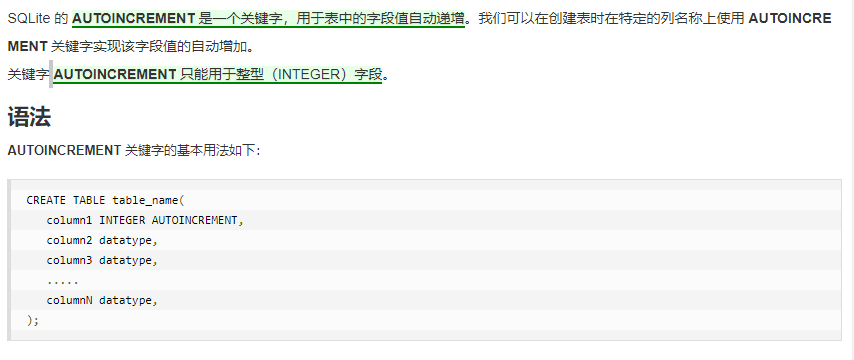 SQLite 的 AUTOINCREMENT 是一个关键字，用于表中的字段值自动递增。我们可以在创建表时在特定的列名称上使用 AUTOINCRE
MENT 关键字实现该字段值的自动增加。
关键字 AUTOINCREMENT 只能用于整型（INTEGER）字段。
语法
AUTOINCREMENT 关键字的基本用法如下：
CREATE TABLE table_name(
   column1 INTEGER AUTOINCREMENT,
   column2 datatype,
   column3 datatype,
   .....
   columnN datatype,
);